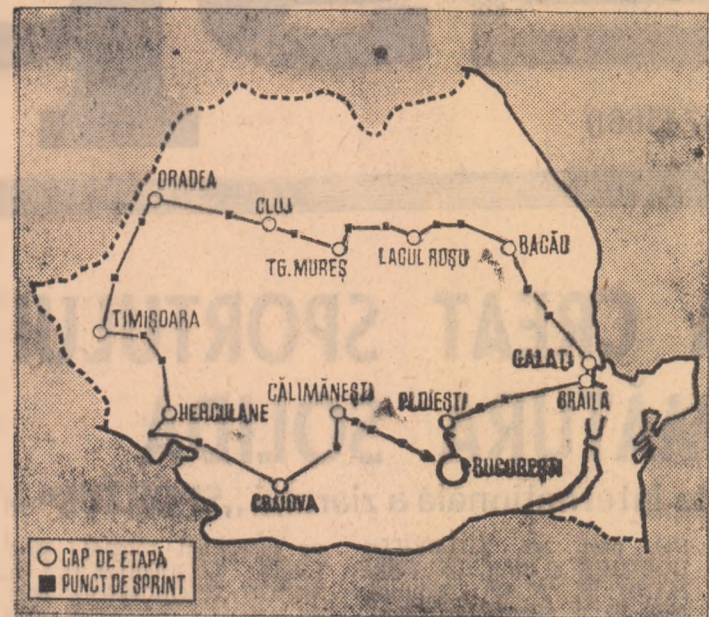 ORADEA
CLUJ
TG. MUREȘ
LACUL ROȘU
BACĂU
TIMIȘOARA
GALAȚI
BRĂILA
HERCULANE
CĂLIMĂNEȘTI
PLOIEȘTI
BUCUREȘTI
CRAIOVA
CAP DE ETAPĂ
PUNCT DE SPRINT